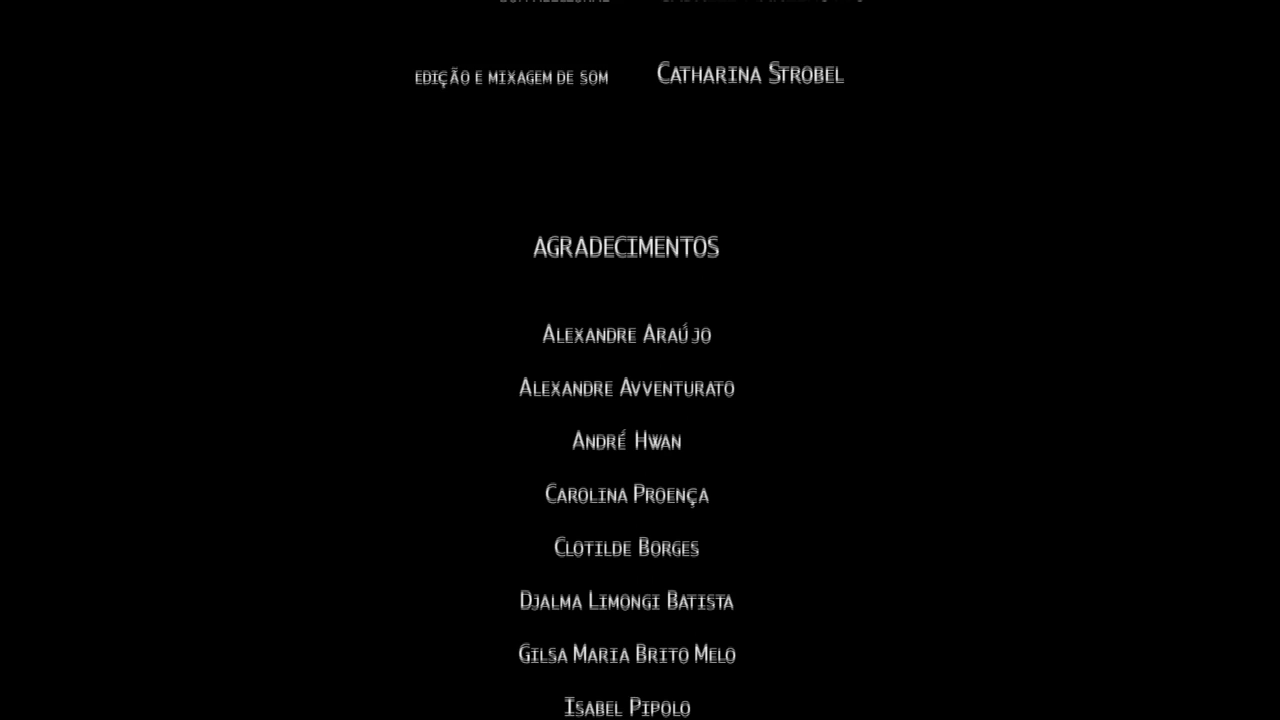 EDIÇÃO E MIXAGEM DE SOM CATHARINA STROBEL
AGRADECIMENTOS
ALEXANDRE ARAÚJO
ALEXANDRE AVVENTURATO
ANDRÉ HWAN
CAROLINA PROENÇA
CLOTILDE BORGES
DJALMA LIMONGI BATISTA
GILSA MARIA BRITO MELO
ISABEL PIPOLO